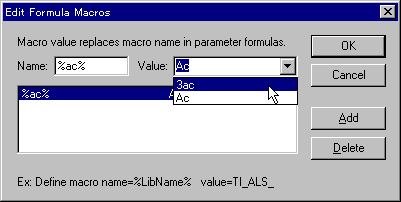 Edit Formula Macros
Macro value replaces macro name in parameter formulas.
OK
Name: %ac% Value: Ac
Cancel
3ac
%ac% A
Ac
Add
Delete
Ex: Define macro name=%LibName% value=TI_ALS_